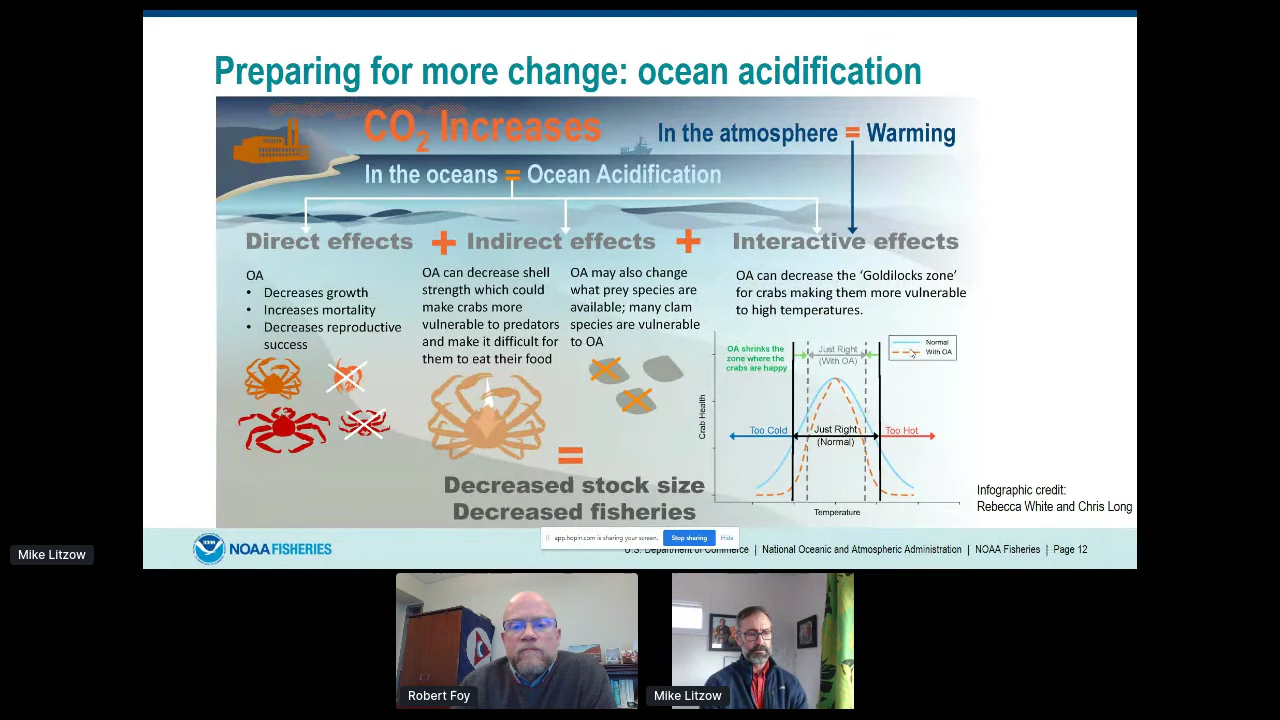 Preparing for more change: ocean acidification
CO2 Increases
In the atmosphere = Warming
In the oceans = Ocean Acidification
Direct effects + Indirect effects + Interactive effects
OA
• Decreases growth
• Increases mortality
• Decreases reproductive
success
OA can decrease shell
strength which could
make crabs more
vulnerable to predators
and make it difficult for
them to eat their food
OA may also change
what prey species are
available; many clam
species are vulnerable
to OA
OA can decrease the ‘Goldilocks zone’
for crabs making them more vulnerable
to high temperatures.
OA shrinks the
zone where the
crabs are happy
Just Right
(With OA)
Normal
With OA
Crab Health
Too Cold
Just Right
(Normal)
Too Hot
Temperature
=
Decreased stock size
Decreased fisheries
Infographic credit:
Rebecca White and Chris Long
NOAA
NOAA FISHERIES
app.hopin.com is sharing your screen.
Stop sharing
Hide
U.S. Department of Commerce | National Oceanic and Atmospheric Administration | NOAA Fisheries | Page 12
Mike Litzow
Robert Foy
Mike Litzow